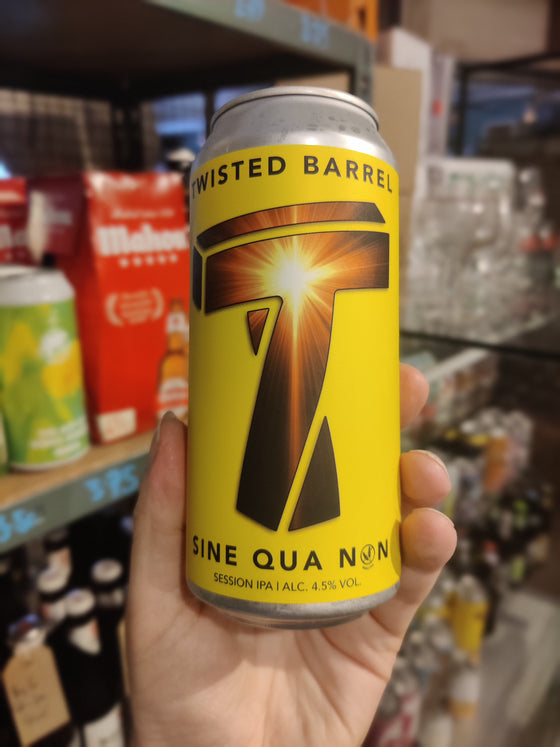 TWISTED BARREL
SINE QUA NON
SESSION IPA | ALC. 4.5% VOL.
Mahou